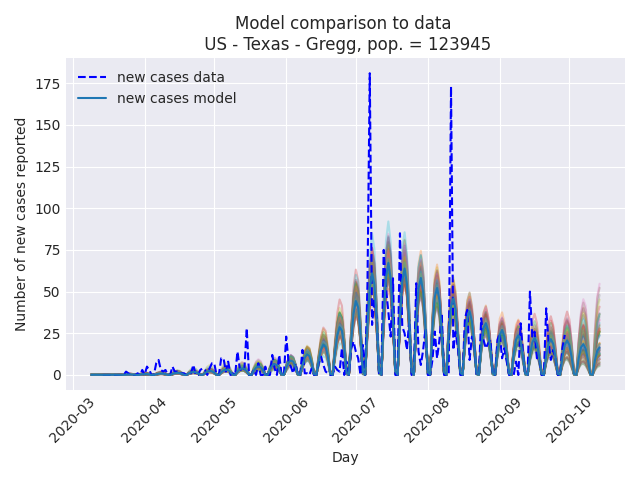 Model comparison to data
US - Texas - Gregg, pop. = 123945
new cases data
new cases model
Number of new cases reported
175
150
125
100
75
50
25
0
2020-03
2020-04
2020-05
2020-06
2020-07
2020-08
2020-09
2020-10
Day